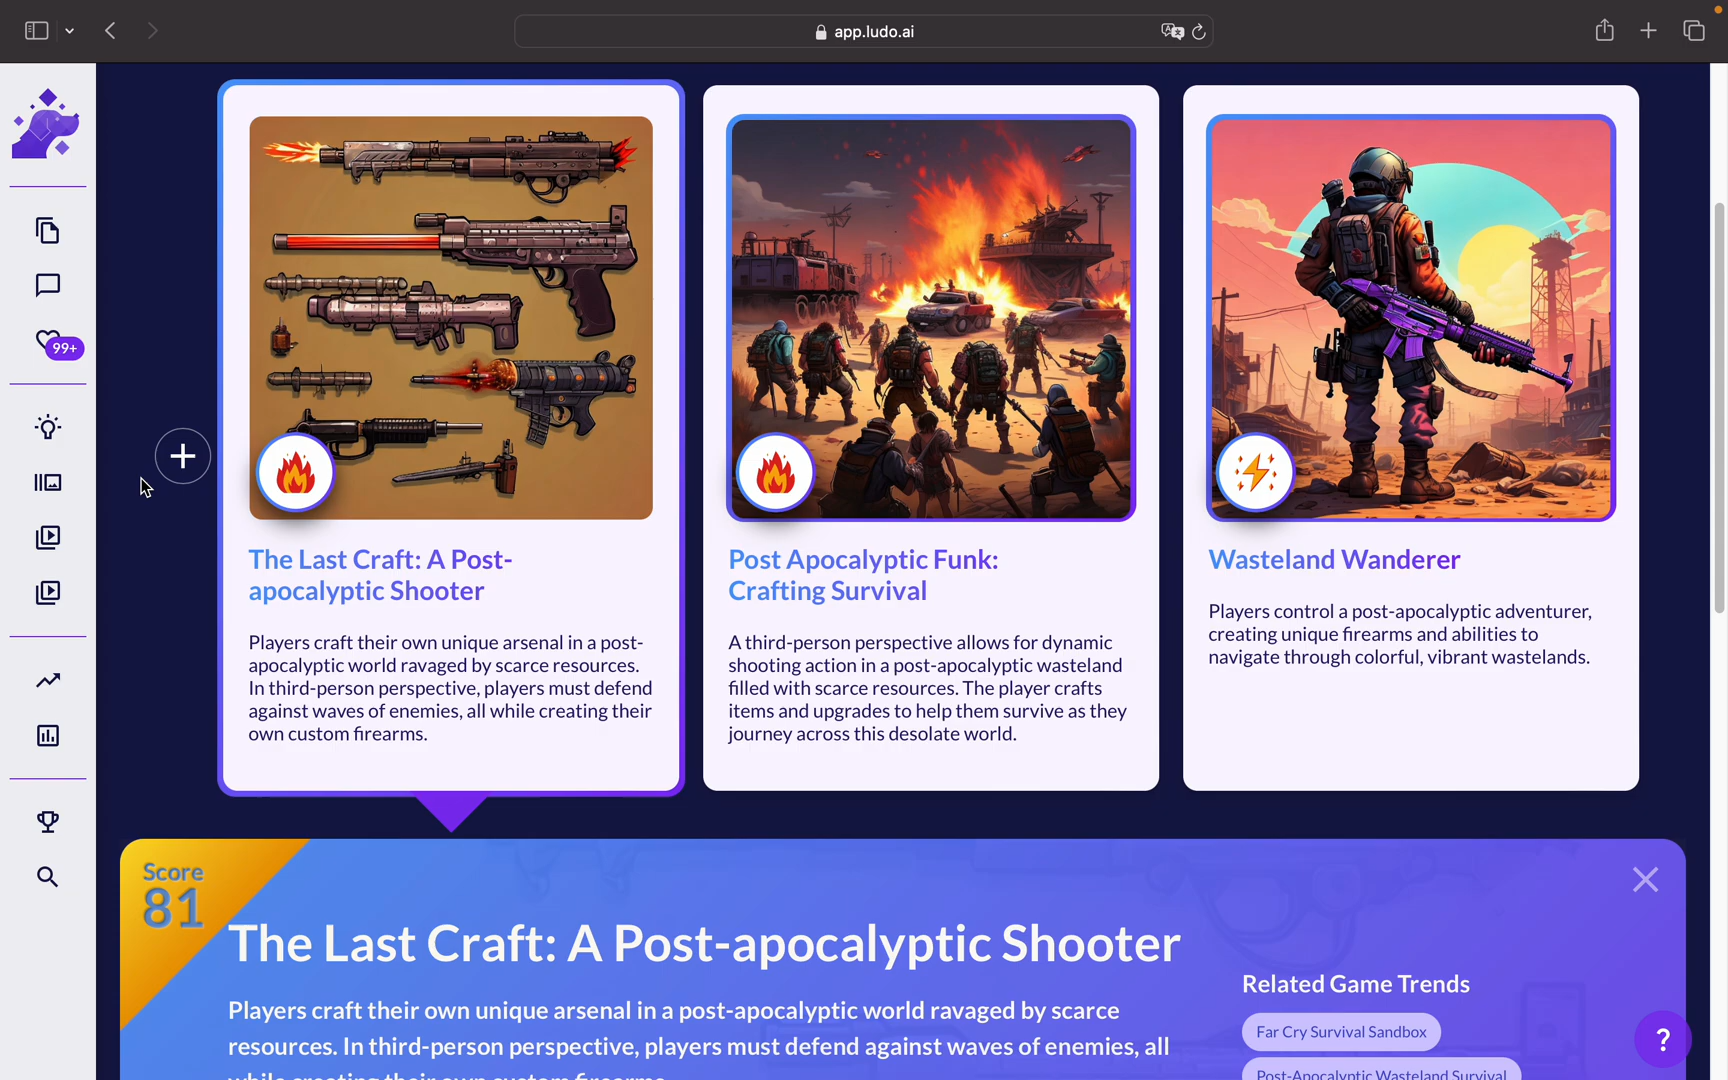 app.ludo.ai
99+
The Last Craft: A Post-
apocalyptic Shooter
Players craft their own unique arsenal in a post-
apocalyptic world ravaged by scarce resources.
In third-person perspective, players must defend
against waves of enemies, all while creating their
own custom firearms.
Post Apocalyptic Funk:
Crafting Survival
A third-person perspective allows for dynamic
shooting action in a post-apocalyptic wasteland
filled with scarce resources. The player crafts
items and upgrades to help them survive as they
journey across this desolate world.
Wasteland Wanderer
Players control a post-apocalyptic adventurer,
creating unique firearms and abilities to
navigate through colorful, vibrant wastelands.
Score
81
The Last Craft: A Post-apocalyptic Shooter
Players craft their own unique arsenal in a post-apocalyptic world ravaged by scarce
resources. In third-person perspective, players must defend against waves of enemies, all
while creating their own custom firearms.
Related Game Trends
Far Cry Survival Sandbox
Post-Apocalyptic Wasteland Survival
?